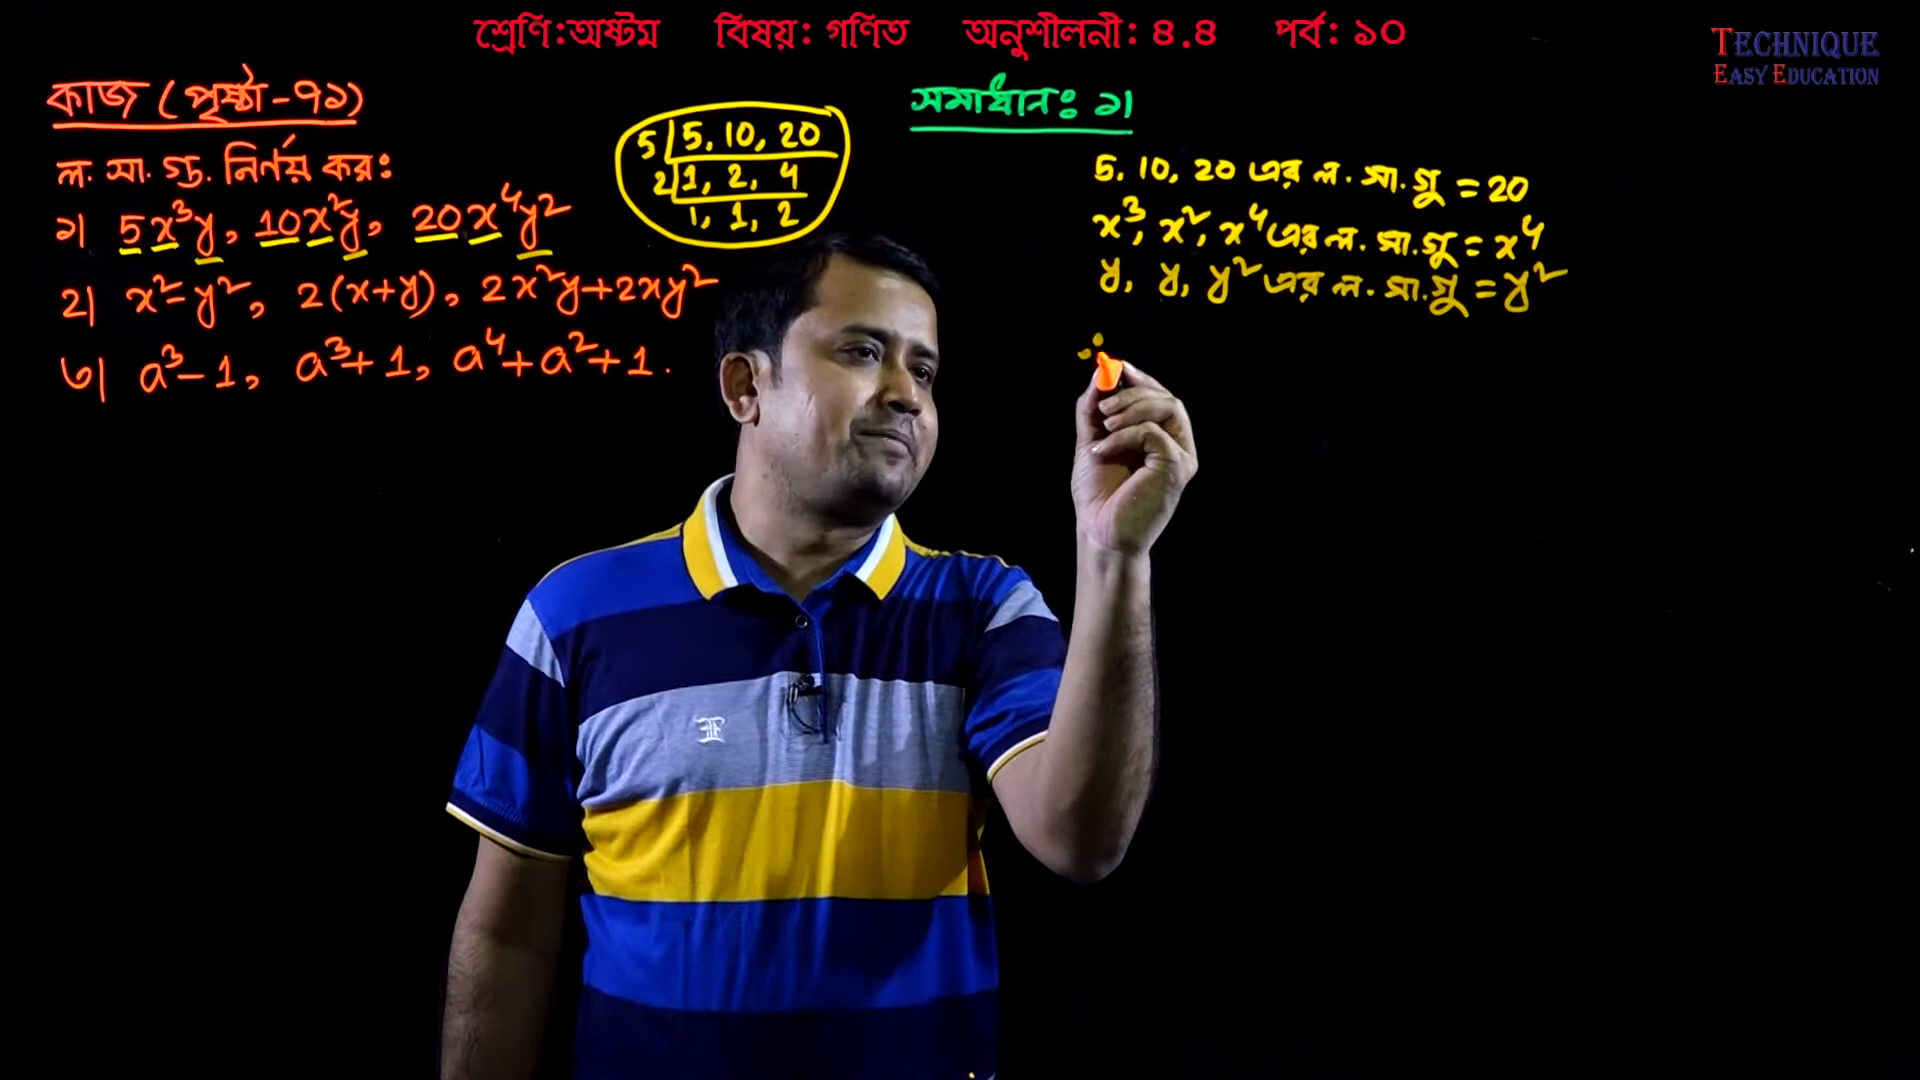 শ্রেণি:অষ্টম বিষয়: গণিত অনুশীলনী: ৪.৪ পর্ব: ১০
TECHNIQUE
EASY EDUCATION
কাজ (পৃষ্ঠা-৭১)
ল. সা. গু. নির্ণয় কর:
১। 5x³y, 10x²y, 20x⁴y²
২। x²-y², 2(x+y), 2x²y+2xy²
৩। a³-1, a³+1, a⁴+a²+1.
5 5, 10, 20
2 1, 2, 4
1, 1, 2
সমাধানঃ ১।
5, 10, 20 এর ল. সা. গু = 20
x³, x², x⁴ এর ল. সা. গু = x⁴
y, y, y² এর ল. সা. গু = y²
∴